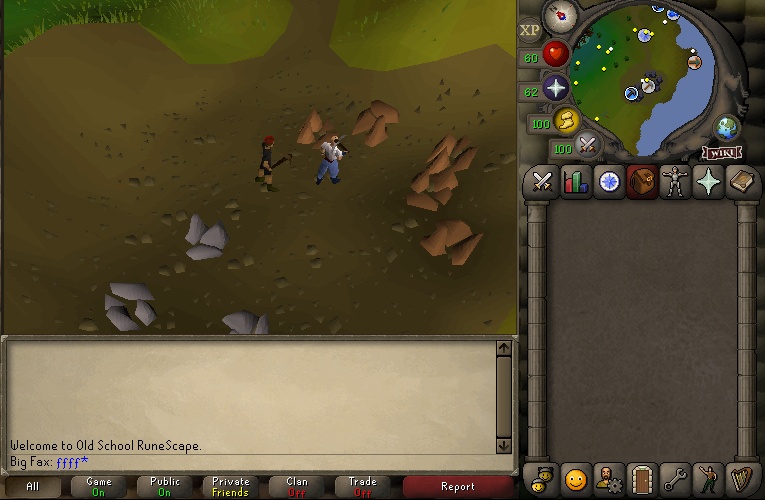 XP
60
62
100
100
WIKI
Welcome to Old School RuneScape.
Big Fax: ffff*
All
Game
On
Public
On
Private
Friends
Clan
Off
Trade
Off
Report